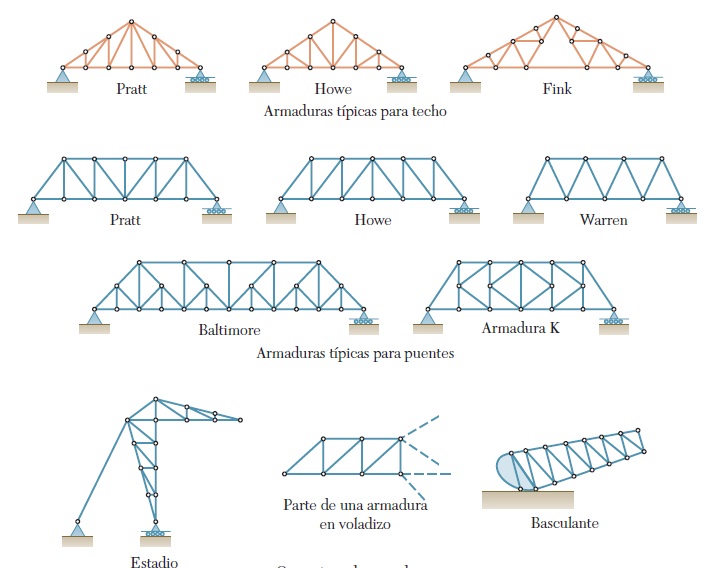 Pratt
Howe
Fink
Armaduras típicas para techo
Pratt
Howe
Warren
Baltimore
Armadura K
Armaduras típicas para puentes
Parte de una armadura
en voladizo
Basculante
Estadio